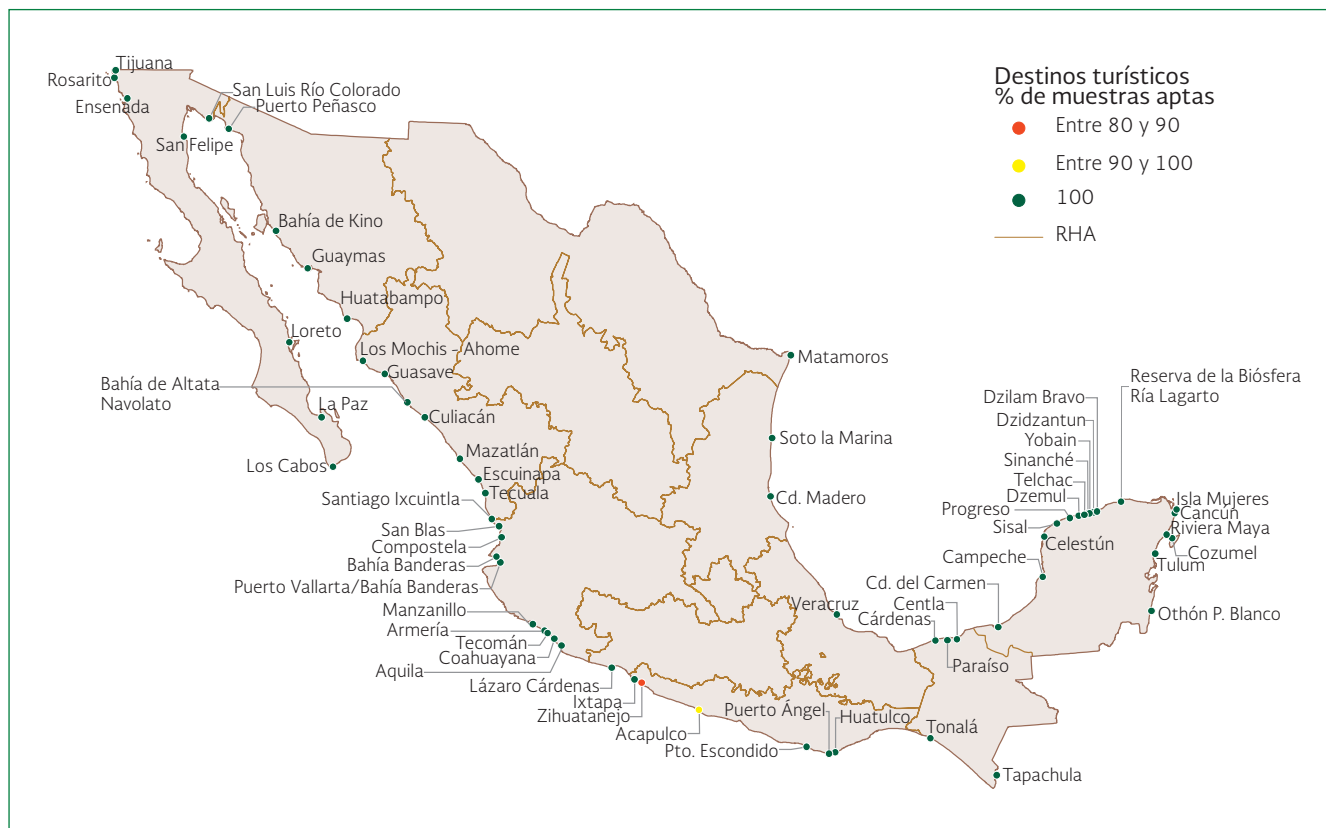 Destinos turísticos
% de muestras aptas
Entre 80 y 90
Entre 90 y 100
100
RHA
Tijuana
Rosaritò
Ensenada
San Luis Río Colorado
Puerto Peñasco
San Felipe
Bahía de Kino
Guaymas
Huatabampo
Loreto
Los Mochis - Ahome
Guasave
Bahía de Altata
Navolato
La Paz
Culiacán
Los Cabos
Mazatlán
Escuinapa
Tecuala
Santiago Ixcuintla
San Blas
Compostela
Bahía Banderas
Puerto Vallarta/Bahía Banderas
Manzanillo
Armería
Tecomán
Coahuayana
Aquila
Lázaro Cárdenas
Ixtapa
Zihuatanejo
Acapulco
Pto. Escondido
Puerto Ángel
Huatulco
Tonalá
Tapachula
Matamoros
Soto la Marina
Cd. Madero
Veracruz
Cárdenas
Centla
Paraíso
Cd. del Carmen
Campeche
Celestún
Sisal
Progreso
Dzemul
Telchac
Sinanché
Yobain
Dzidzantun
Dzilam Bravo
Reserva de la Biósfera
Ría Lagarto
Isla Mujeres
Cancún
Riviera Maya
Cozumel
Tulum
Othón P. Blanco